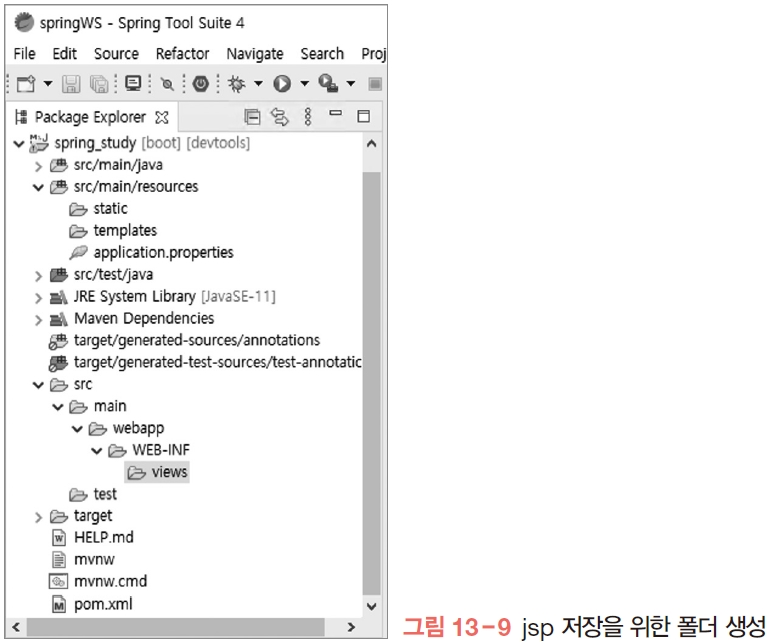 springWS - Spring Tool Suite 4
File Edit Source Refactor Navigate Search Proj
Package Explorer
spring_study [boot] [devtools]
src/main/java
src/main/resources
static
templates
application.properties
src/test/java
JRE System Library [JavaSE-11]
Maven Dependencies
target/generated-sources/annotations
target/generated-test-sources/test-annotatic
src
main
webapp
WEB-INF
views
test
target
HELP.md
mvnw
mvnw.cmd
pom.xml
그림 13-9 jsp 저장을 위한 폴더 생성